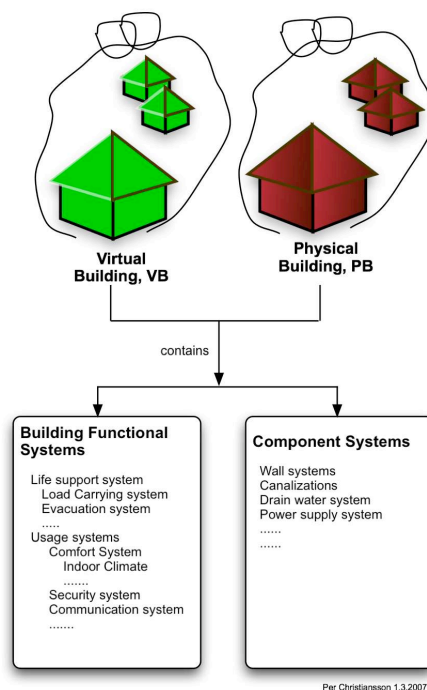 Virtual
Building, VB
Physical
Building, PB
contains
Building Functional
Systems
Life support system
Load Carrying system
Evacuation system
.....
Usage systems
Comfort System
Indoor Climate
.......
Security system
Communication system
.......
Component Systems
Wall systems
Canalizations
Drain water system
Power supply system
......
......
Per Christiansson 1.3.2007